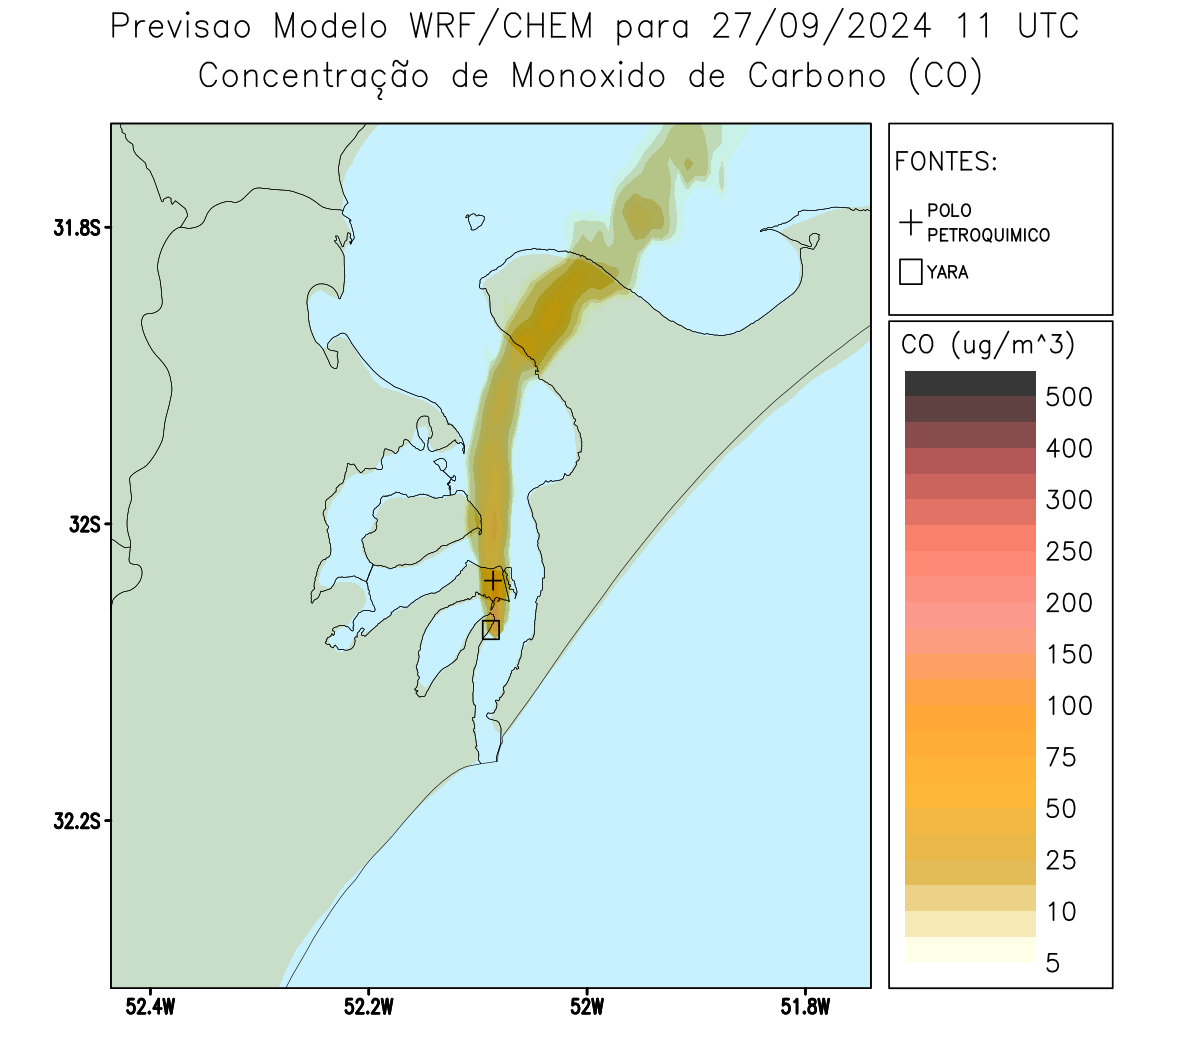 Previsao Modelo WRF/CHEM para 27/09/2024 11 UTC
Concentração de Monoxido de Carbono (CO)
FONTES:
POLO
PETROQUIMICO
YARA
CO (ug/m^3)
500
400
300
250
200
150
100
75
50
25
10
5
31.8S
32S
32.2S
52.4W
52.2W
52W
51.8W